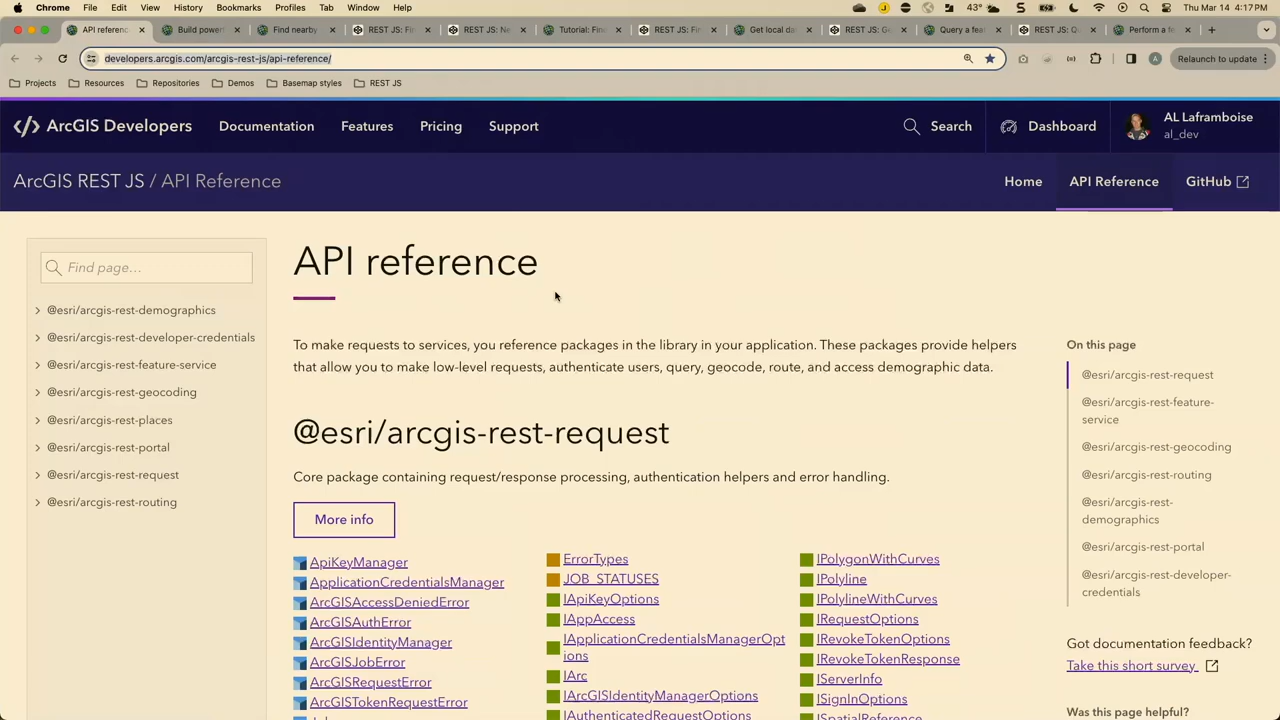 Chrome File Edit View History Bookmarks Profiles Tab Window Help 43° Thu Mar 14 4:17PM
API referenc Build powert Find nearby REST JS: Fin REST JS: Ne Tutorial: Fin REST JS: Fin Get local da REST JS: Ge Query a fea REST JS: Qu Perform a fe
developers.arcgis.com/arcgis-rest-js/api-reference/ Relaunch to update
Projects Resources Repositories Demos Basemap styles REST JS
</> ArcGIS Developers Documentation Features Pricing Support Search Dashboard AL Laframboise
al_dev
ArcGIS REST JS / API Reference Home API Reference GitHub
Find page...
@esri/arcgis-rest-demographics
@esri/arcgis-rest-developer-credentials
@esri/arcgis-rest-feature-service
@esri/arcgis-rest-geocoding
@esri/arcgis-rest-places
@esri/arcgis-rest-portal
@esri/arcgis-rest-request
@esri/arcgis-rest-routing
API reference
To make requests to services, you reference packages in the library in your application. These packages provide helpers
that allow you to make low-level requests, authenticate users, query, geocode, route, and access demographic data.
@esri/arcgis-rest-request
Core package containing request/response processing, authentication helpers and error handling.
More info
ApiKeyManager
ApplicationCredentialsManager
ArcGISAccessDeniedError
ArcGISAuthError
ArcGISIdentityManager
ArcGISJobError
ArcGISRequestError
ArcGISTokenRequestError
ErrorTypes
JOB_STATUSES
IApiKeyOptions
IAppAccess
IApplicationCredentialsManagerOpt
ions
IArc
IArcGISIdentityManagerOptions
IAuthenticatedRequestOptions
IPolygonWithCurves
IPolyline
IPolylineWithCurves
IRequestOptions
IRevokeTokenOptions
IRevokeTokenResponse
IServerInfo
ISignInOptions
ISpatialReference
On this page
@esri/arcgis-rest-request
@esri/arcgis-rest-feature-
service
@esri/arcgis-rest-geocoding
@esri/arcgis-rest-routing
@esri/arcgis-rest-
demographics
@esri/arcgis-rest-portal
@esri/arcgis-rest-developer-
credentials
Got documentation feedback?
Take this short survey
Was this page helpful?